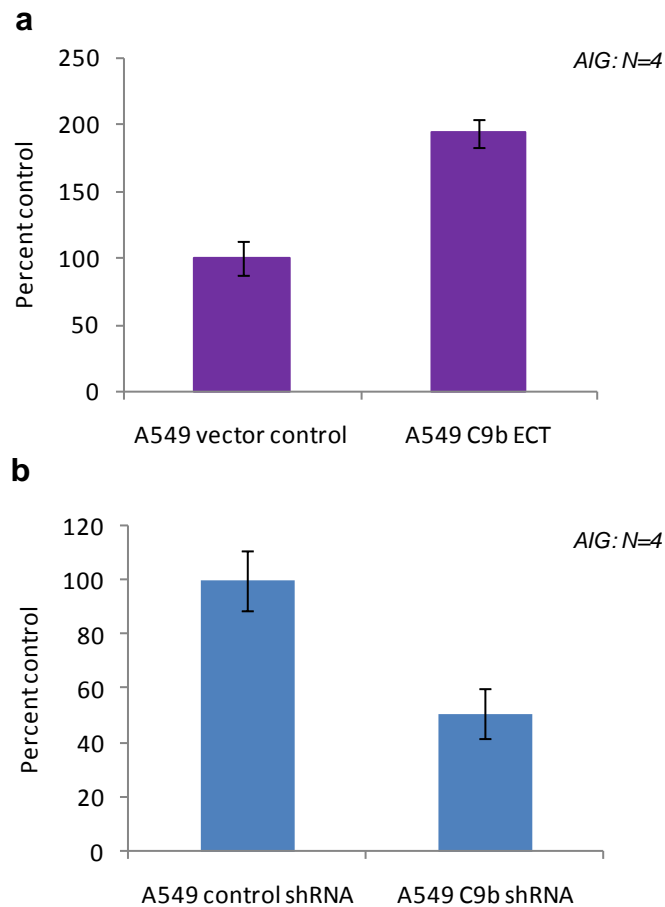 a
AIG: N=4
Percent control
250
200
150
100
50
0
A549 vector control
A549 C9b ECT
b
AIG: N=4
Percent control
120
100
80
60
40
20
0
A549 control shRNA
A549 C9b shRNA